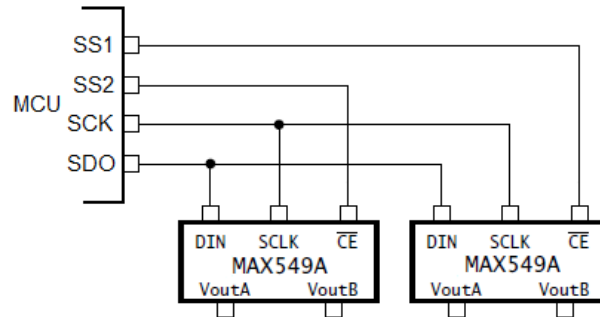 SS1
SS2
MCU
SCK
SDO
DIN SCLK CE DIN SCLK CE
MAX549A MAX549A
VoutA VoutB VoutA VoutB